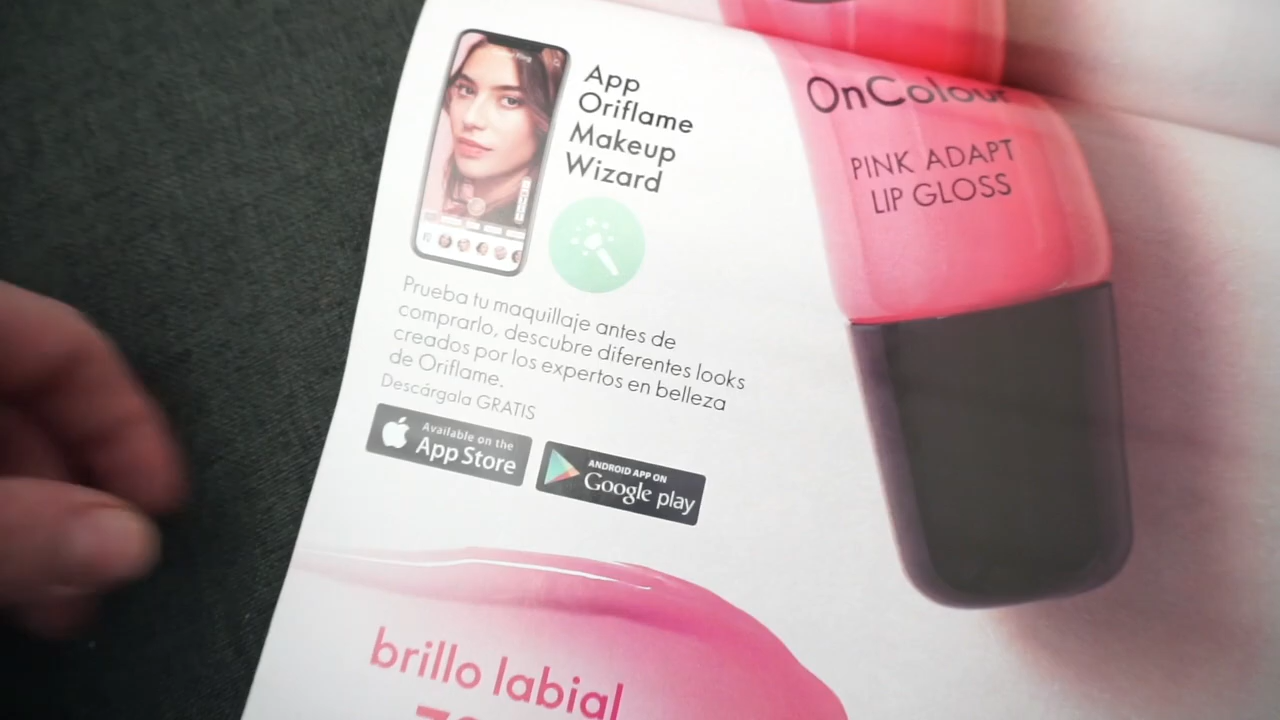 App
Oriflame
Makeup
Wizard
Prueba tu maquillaje antes de
comprarlo, descubre diferentes looks
creados por los expertos en belleza
de Oriflame.
Descárgala GRATIS
Available on the
App Store
ANDROID APP ON
Google play
brillo labial
OnColour
PINK ADAPT
LIP GLOSS